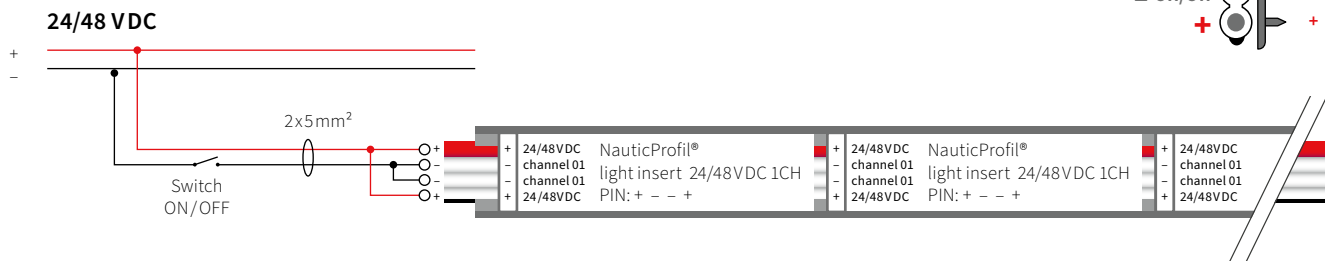 24/48 VDC
+
+
+
–
2x5mm²
Switch
ON/OFF
+
–
–
+
+ 24/48VDC
– channel 01
– channel 01
+ 24/48VDC
NauticProfil®
light insert 24/48VDC 1CH
PIN: + – – +
+ 24/48VDC
– channel 01
– channel 01
+ 24/48VDC
NauticProfil®
light insert 24/48VDC 1CH
PIN: + – – +
+ 24/48VDC
– channel 01
– channel 01
+ 24/48VDC